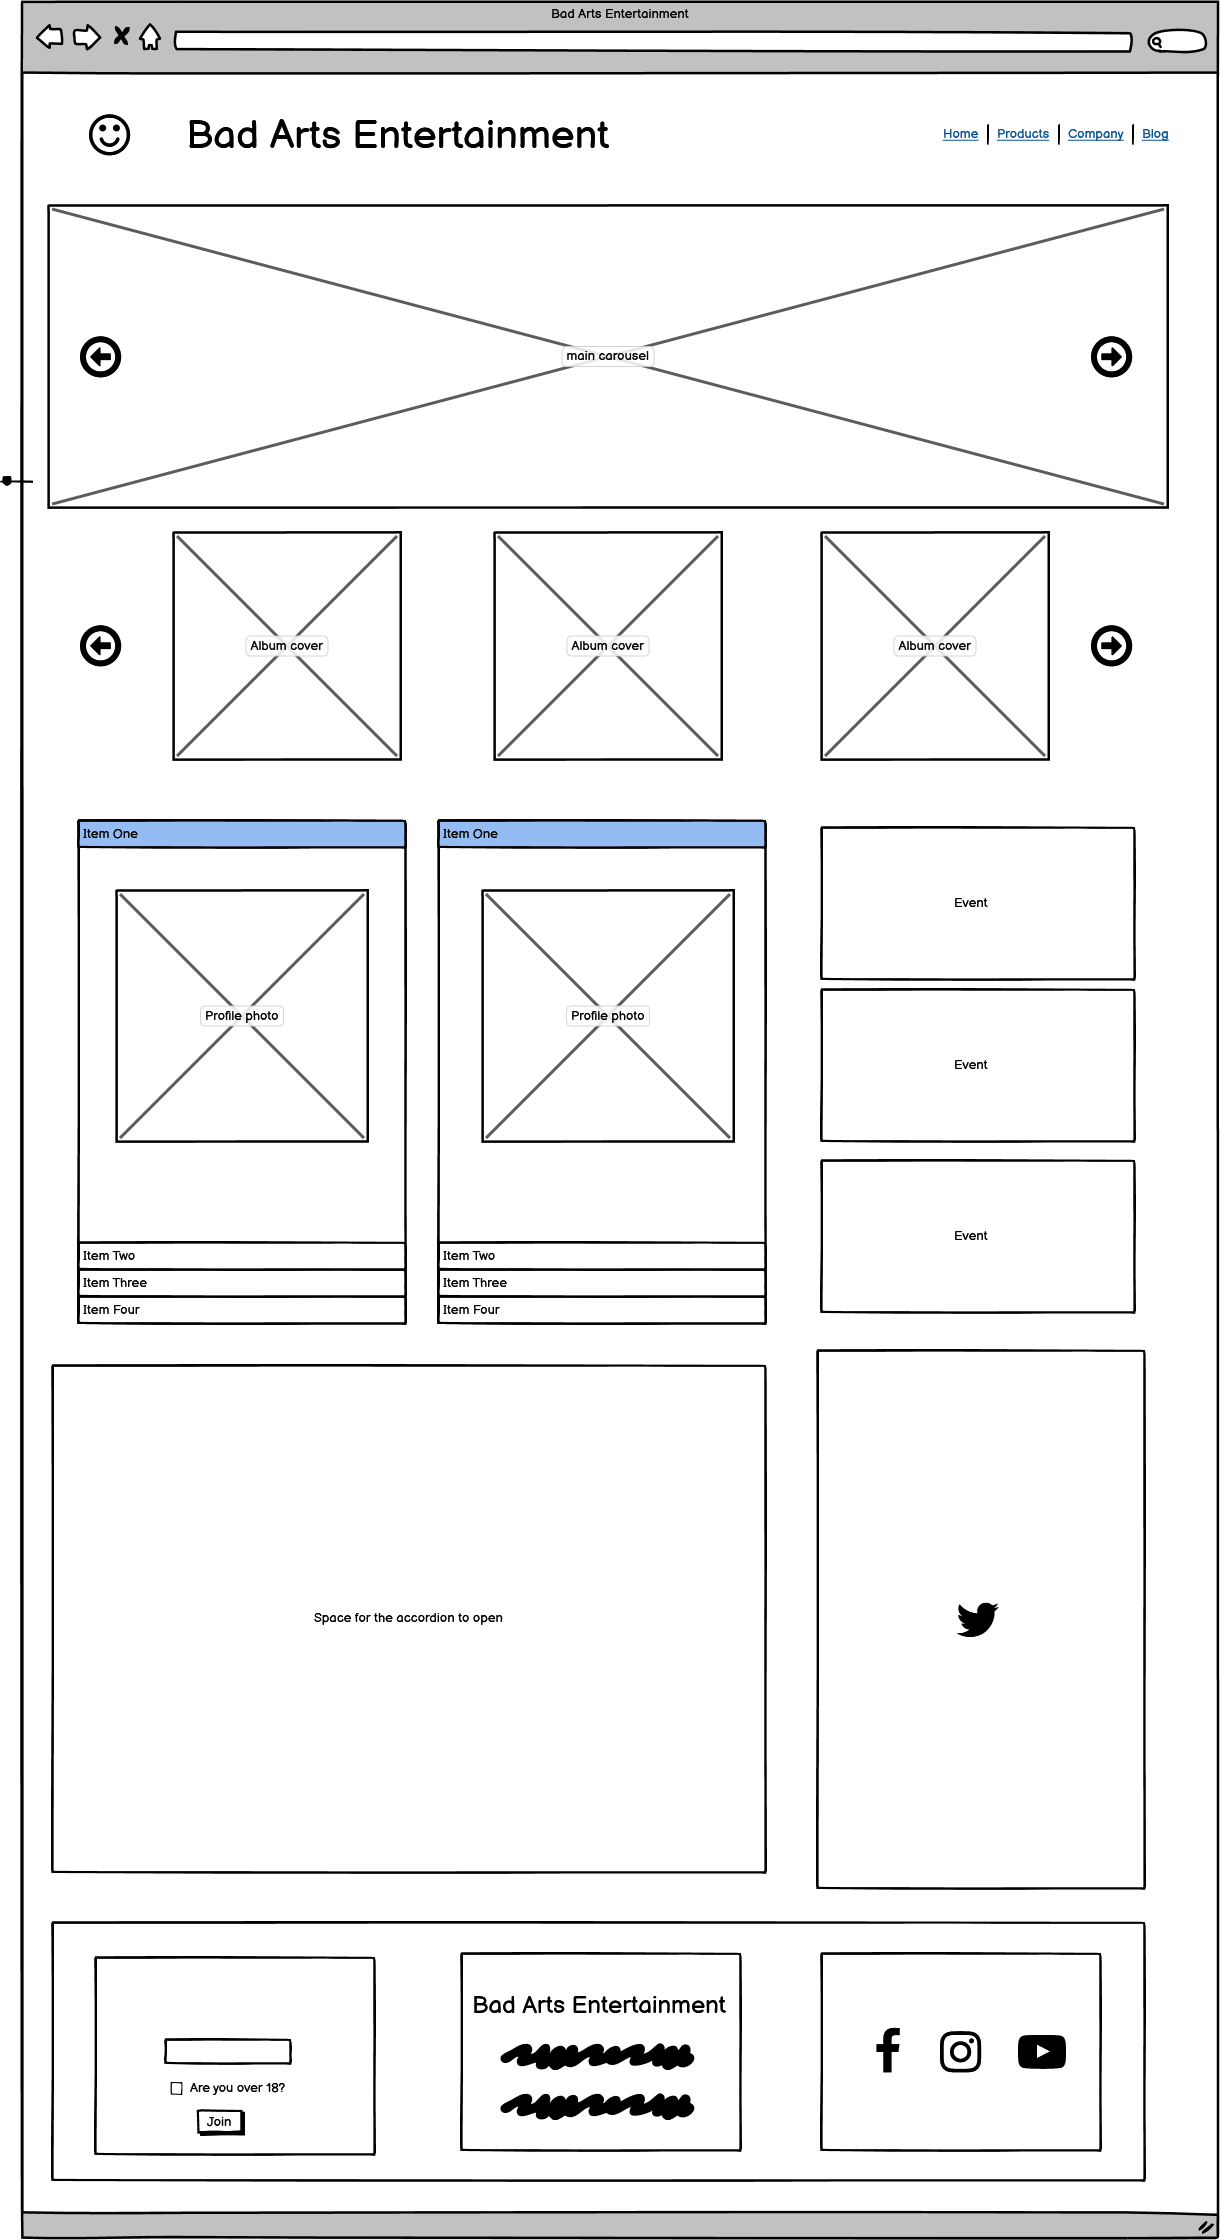 Bad Arts Entertainment
Bad Arts Entertainment
Home Products Company Blog
main carousel
Album cover
Album cover
Album cover
Item One
Profile photo
Item Two
Item Three
Item Four
Item One
Profile photo
Item Two
Item Three
Item Four
Event
Event
Event
Space for the accordion to open
Are you over 18?
Join
Bad Arts Entertainment